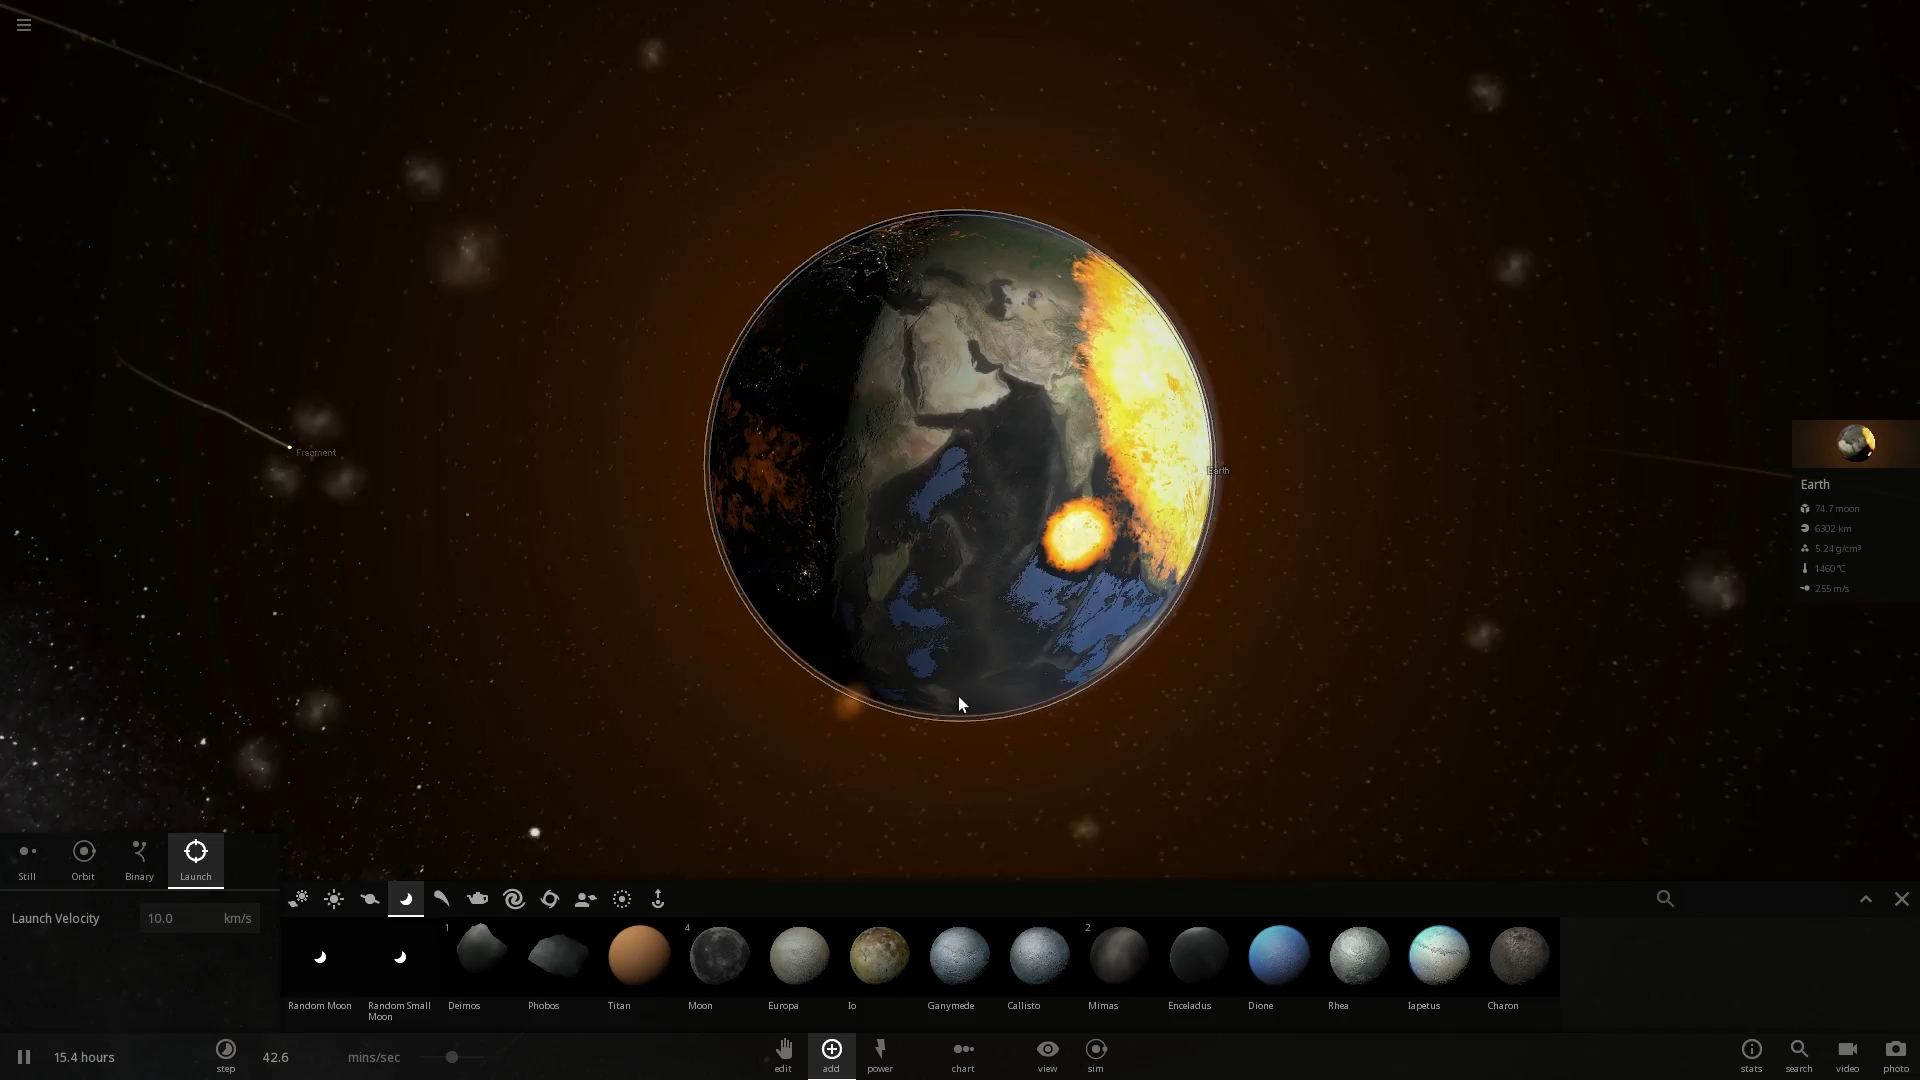 Fragment
Earth
Earth
74.7 moon
6302 km
5.24 g/cm³
1460 °C
255 m/s
Still
Orbit
Binary
Launch
Launch Velocity
10.0 km/s
1
4
2
Random Moon
Random Small
Moon
Deimos
Phobos
Titan
Moon
Europa
Io
Ganymede
Callisto
Mimas
Enceladus
Dione
Rhea
Iapetus
Charon
15.4 hours
step
42.6 mins/sec
edit
add
power
chart
view
sim
stats
search
video
photo